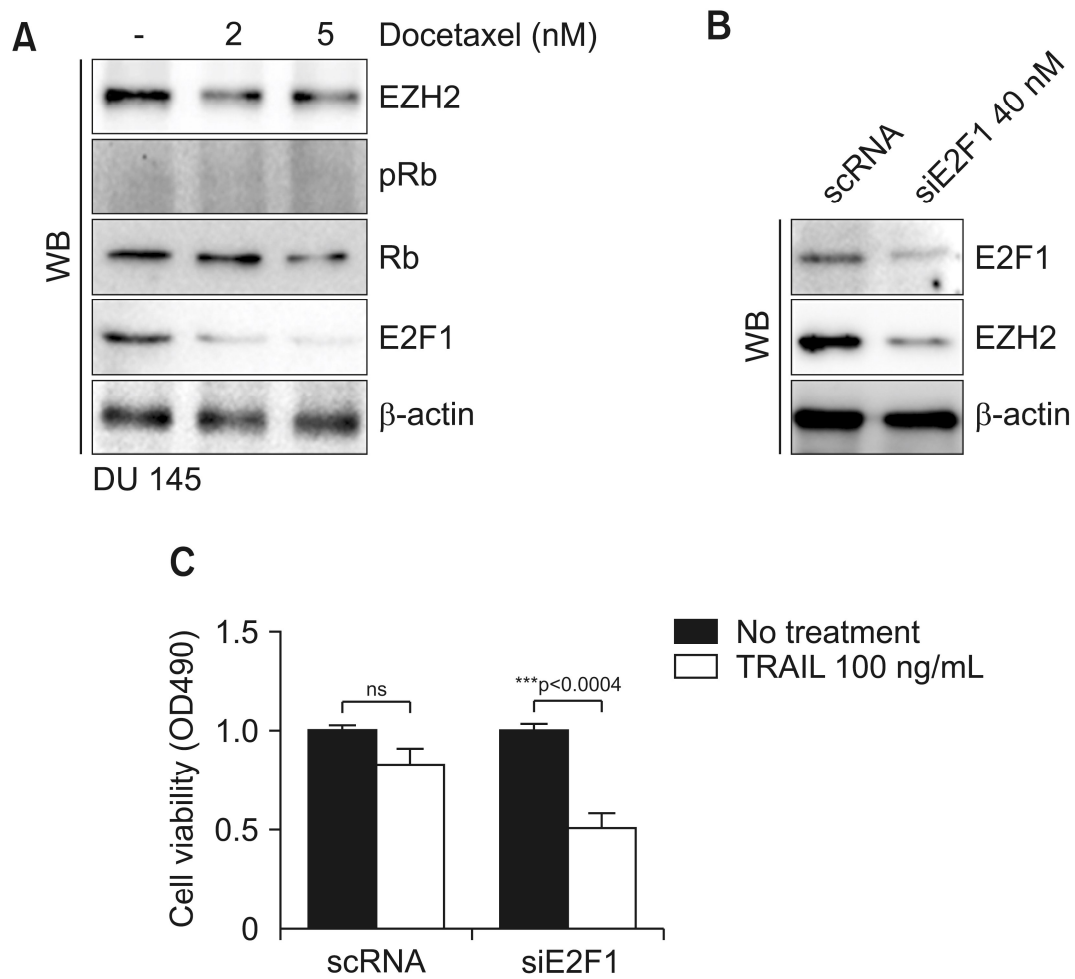 A
- 2 5 Docetaxel (nM)
WB
EZH2
pRb
Rb
E2F1
β-actin
DU 145
B
scRNA
siE2F1 40 nM
WB
E2F1
EZH2
β-actin
C
No treatment
TRAIL 100 ng/mL
Cell viability (OD490)
1.5
1.0
0.5
0
ns
***p<0.0004
scRNA
siE2F1